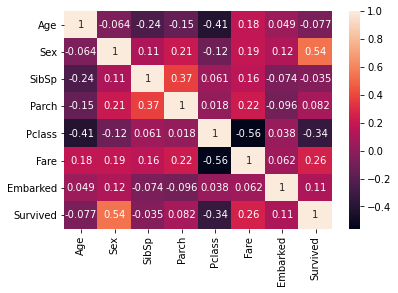 Age 1 -0.064 -0.24 -0.15 -0.41 0.18 0.049 -0.077
Sex -0.064 1 0.11 0.21 -0.12 0.19 0.12 0.54
SibSp -0.24 0.11 1 0.37 0.061 0.16 -0.074 -0.035
Parch -0.15 0.21 0.37 1 0.018 0.22 -0.096 0.082
Pclass -0.41 -0.12 0.061 0.018 1 -0.56 0.038 -0.34
Fare 0.18 0.19 0.16 0.22 -0.56 1 0.062 0.26
Embarked 0.049 0.12 -0.074 -0.096 0.038 0.062 1 0.11
Survived -0.077 0.54 -0.035 0.082 -0.34 0.26 0.11 1
Age Sex SibSp Parch Pclass Fare Embarked Survived
1.0
0.8
0.6
0.4
0.2
0.0
−0.2
−0.4